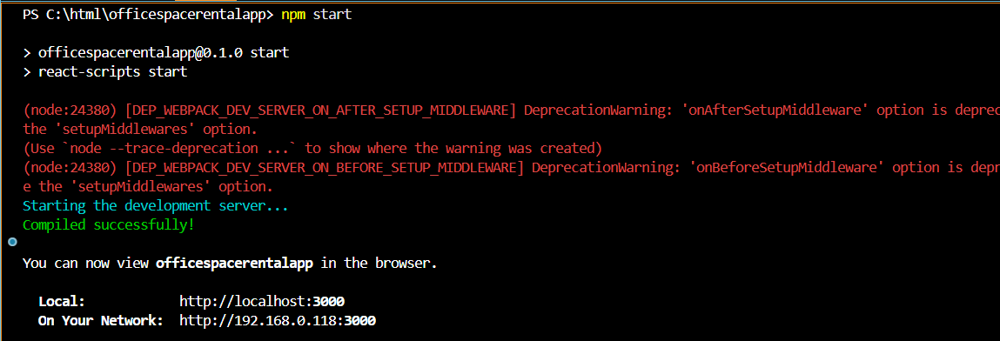 PS C:\html\officespacerentalapp> npm start
> officespacerentalapp@0.1.0 start
> react-scripts start
(node:24380) [DEP_WEBPACK_DEV_SERVER_ON_AFTER_SETUP_MIDDLEWARE] DeprecationWarning: 'onAfterSetupMiddleware' option is deprec
the 'setupMiddlewares' option.
(Use `node --trace-deprecation ...` to show where the warning was created)
(node:24380) [DEP_WEBPACK_DEV_SERVER_ON_BEFORE_SETUP_MIDDLEWARE] DeprecationWarning: 'onBeforeSetupMiddleware' option is depr
e the 'setupMiddlewares' option.
Starting the development server...
Compiled successfully!
You can now view officespacerentalapp in the browser.
Local: http://localhost:3000
On Your Network: http://192.168.0.118:3000